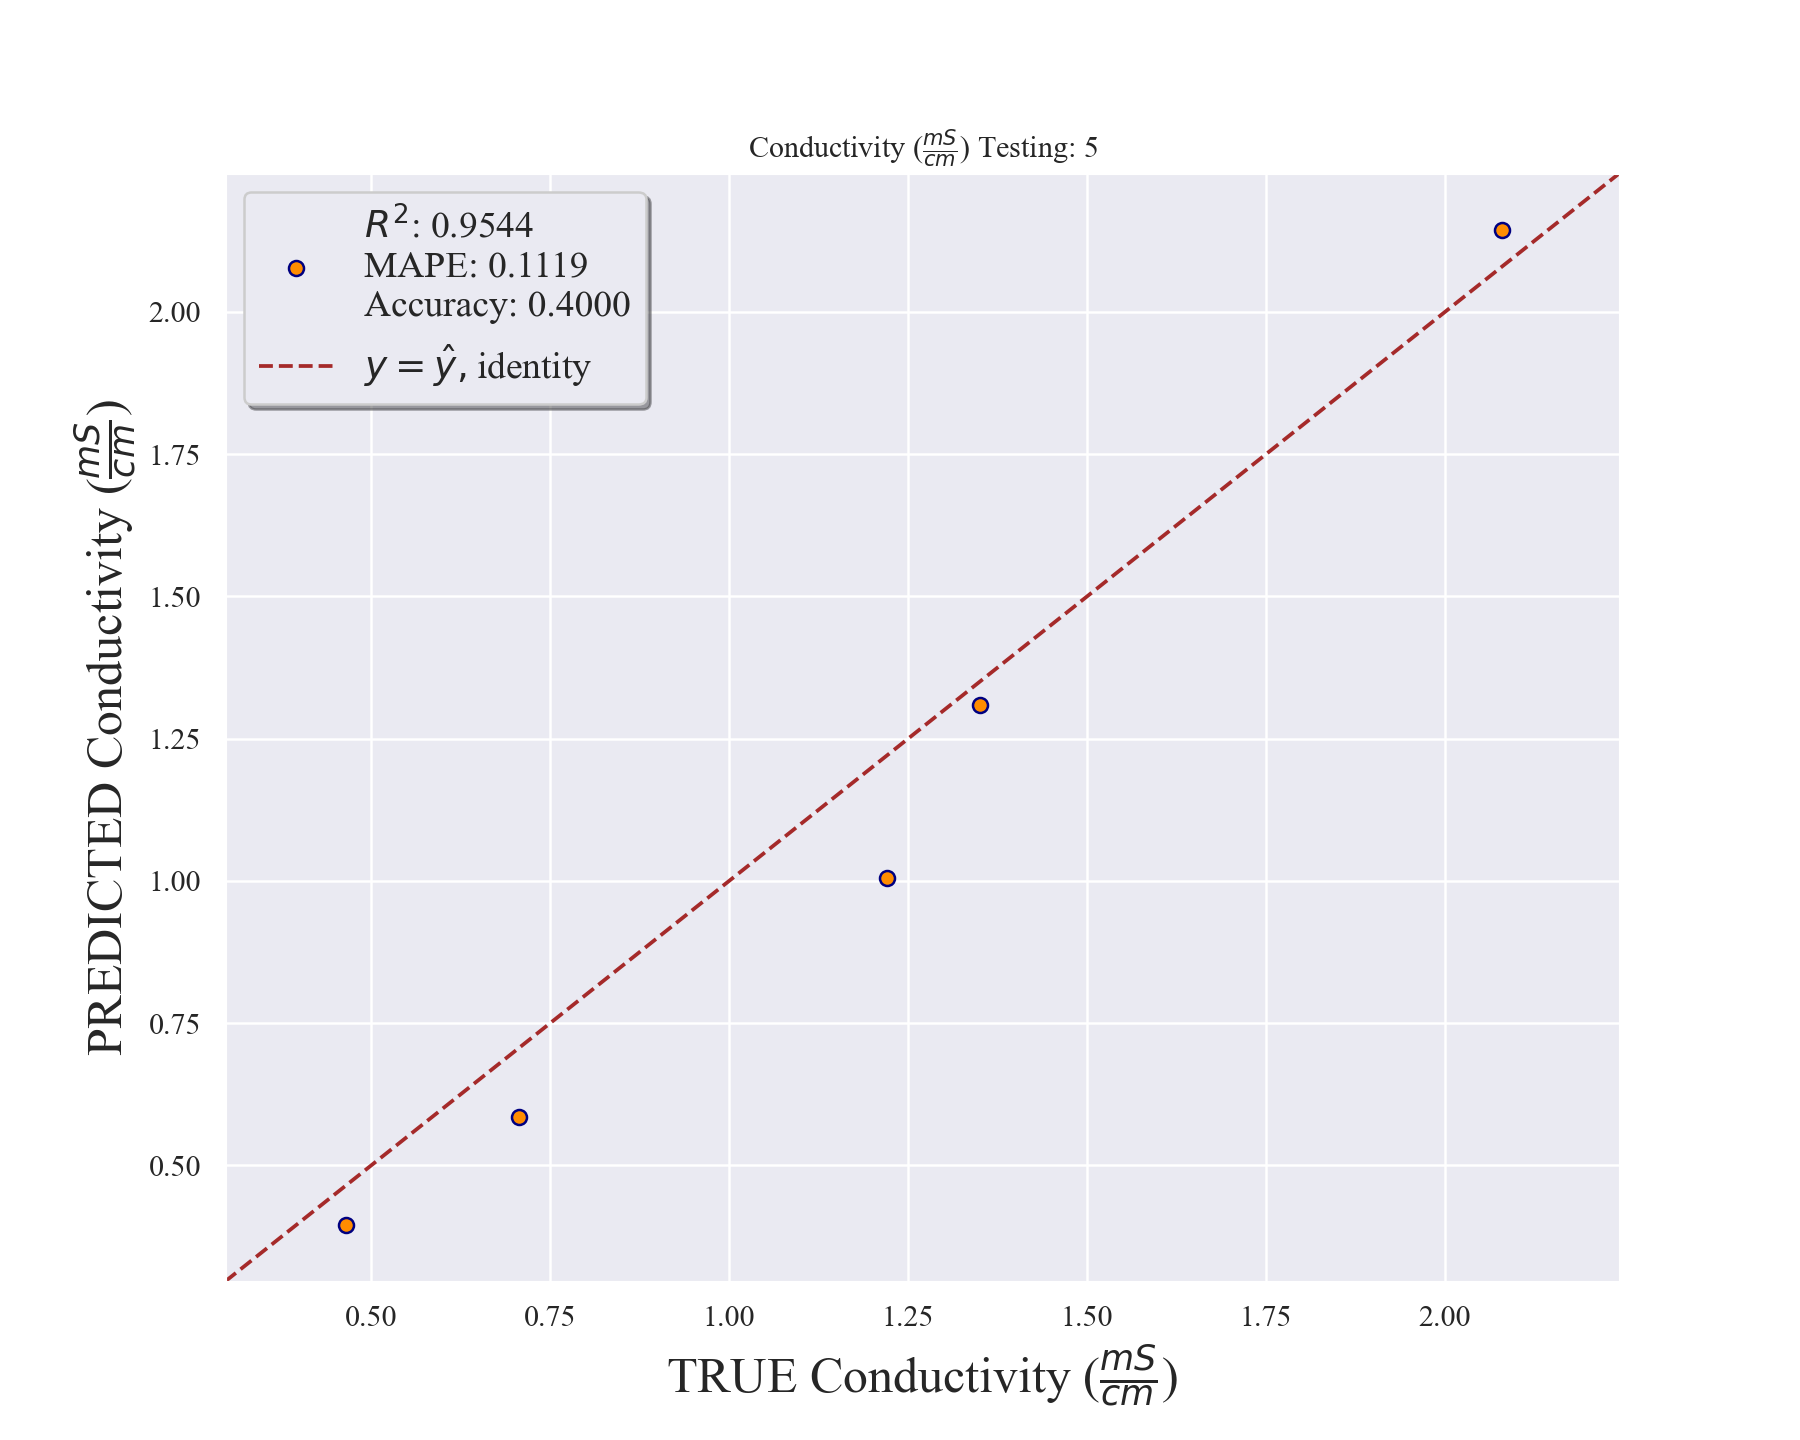 Conductivity (mS/cm) Testing: 5
R²: 0.9544
MAPE: 0.1119
Accuracy: 0.4000
y = ŷ, identity
PREDICTED Conductivity (mS/cm)
2.00
1.75
1.50
1.25
1.00
0.75
0.50
0.50 0.75 1.00 1.25 1.50 1.75 2.00
TRUE Conductivity (mS/cm)